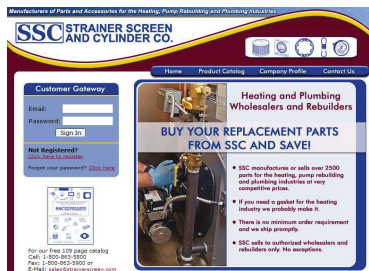 Manufacturers of Parts and Accessories for the Heating, Pump Rebuilding and Plumbing Industries
SSC STRAINER SCREEN
AND CYLINDER CO.
Home Product Catalog Company Profile Contact Us
Customer Gateway
Email:
Password:
Sign In
Not Registered?
Click here to register
Forgot your password? Click here
For our free 109 page catalog
Call: 1-800-863-5800
Fax: 1-800-863-5900 or
E-Mail: sales@strainerscreen.com
Heating and Plumbing
Wholesalers and Rebuilders
BUY YOUR REPLACEMENT PARTS
FROM SSC AND SAVE!
• SSC manufactures or sells over 2500
parts for the heating, pump rebuilding
and plumbing industries at very
competitive prices.
• If you need a gasket for the heating
industry we probably make it.
• There is no minimum order requirement
and we ship promptly.
• SSC sells to authorized wholesalers and
rebuilders only. No exceptions.